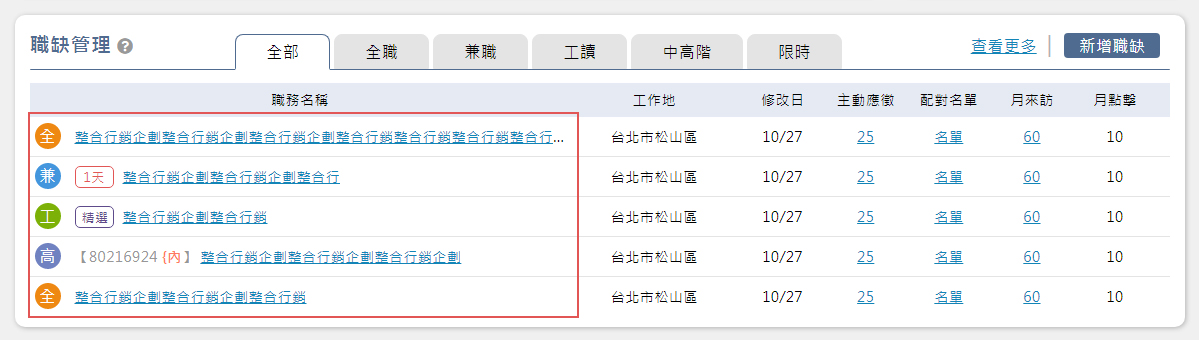 職缺管理 ? 全部 全職 兼職 工讀 中高階 限時 查看更多 | 新增職缺
職務名稱 工作地 修改日 主動應徵 配對名單 月來訪 月點擊
全 整合行銷企劃整合行銷企劃整合行銷企劃整合行銷整合行銷整合行銷整合行... 台北市松山區 10/27 25 名單 60 10
兼 1天 整合行銷企劃整合行銷企劃整合行 台北市松山區 10/27 25 名單 60 10
工 精選 整合行銷企劃整合行銷 台北市松山區 10/27 25 名單 60 10
高 【80216924 {內 】 整合行銷企劃整合行銷企劃整合行銷企劃 台北市松山區 10/27 25 名單 60 10
全 整合行銷企劃整合行銷企劃整合行銷 台北市松山區 10/27 25 名單 60 10